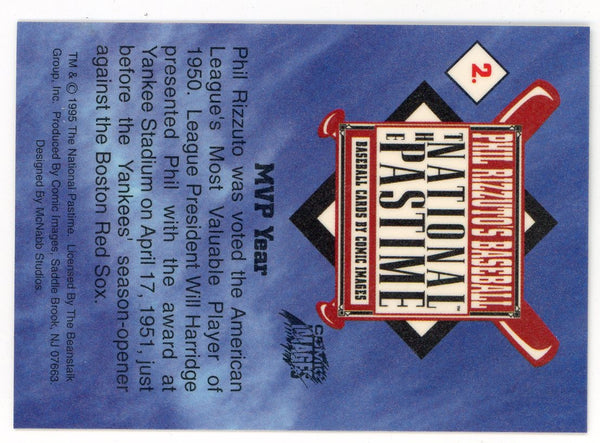 2.
PHIL RIZZUTO'S BASEBALL
THE
NATIONAL™
PASTIME
BASEBALL CARDS BY COMIC IMAGES
COMIC
IMAGES
MVP Year
Phil Rizzuto was voted the American
League's Most Valuable Player of
1950. League President Will Harridge
presented Phil with the award at
Yankee Stadium on April 17, 1951, just
before the Yankees' season-opener
against the Boston Red Sox.
TM & © 1995 The National Pastime. Licensed By The Beanstalk
Group, Inc. Produced By Comic Images, Saddle Brook, NJ 07663.
Designed By McNabb Studios.